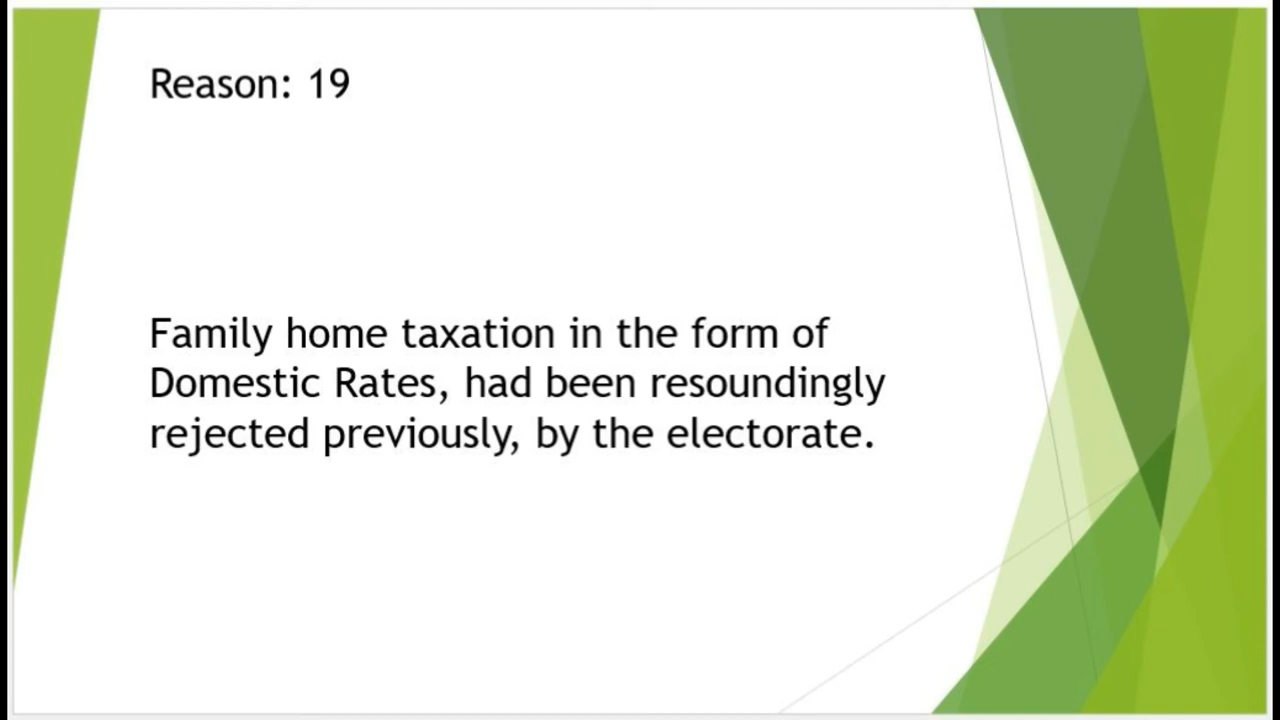 Reason: 19
Family home taxation in the form of
Domestic Rates, had been resoundingly
rejected previously, by the electorate.